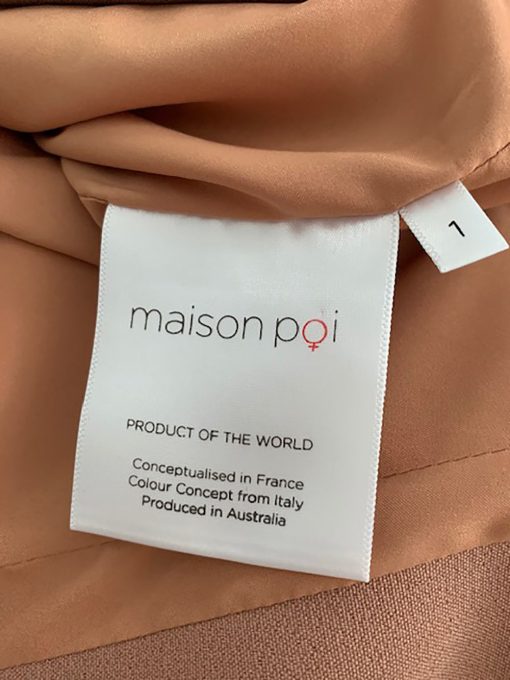 maison poi
1
PRODUCT OF THE WORLD
Conceptualised in France
Colour Concept from Italy
Produced in Australia